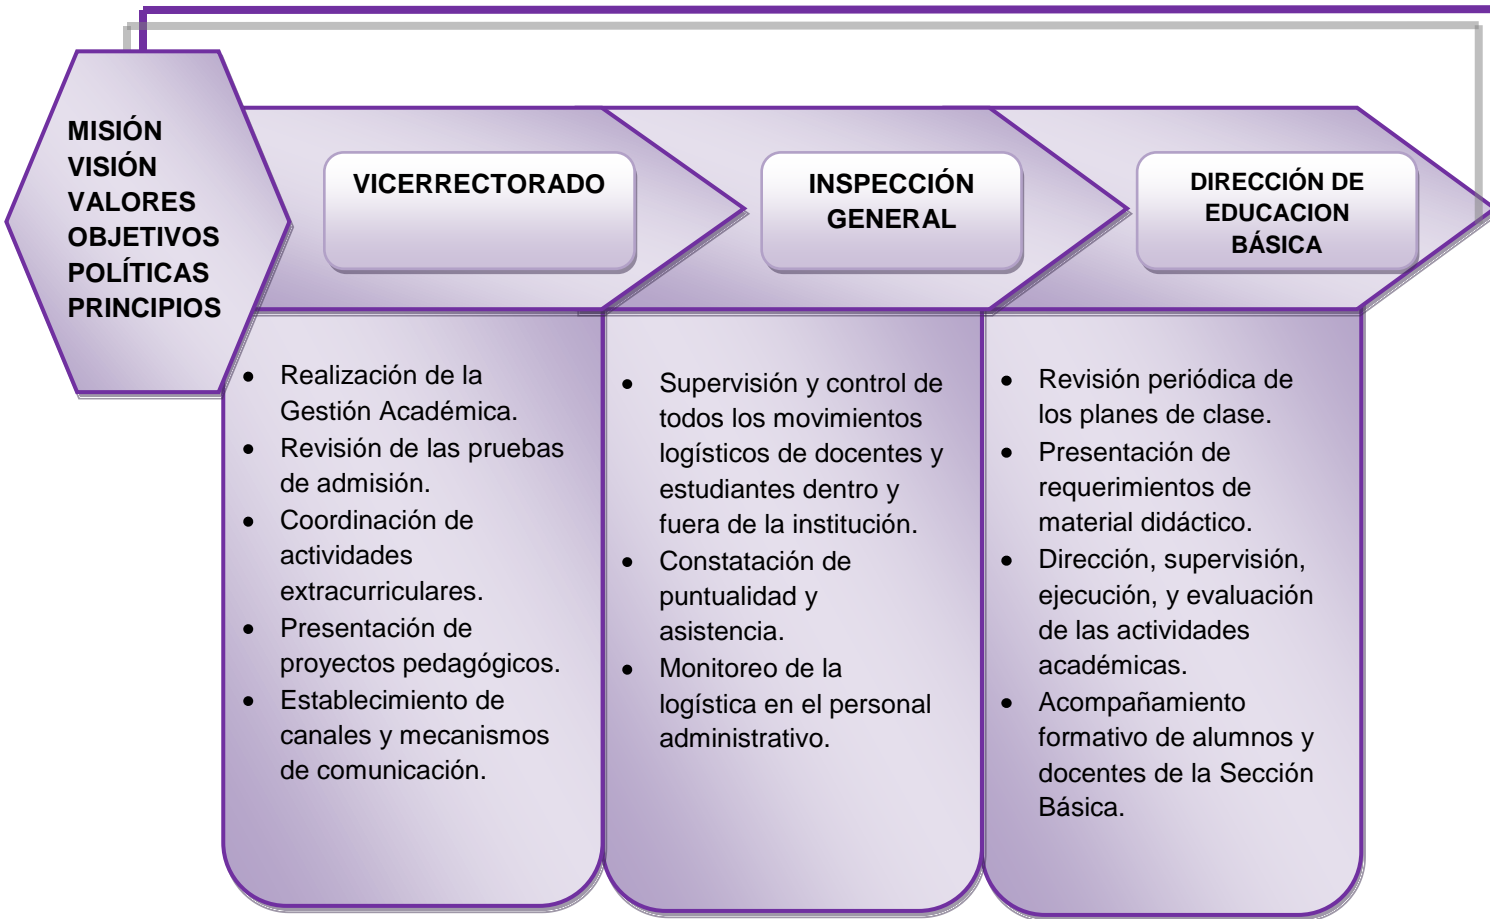 MISIÓN
VISIÓN
VALORES
OBJETIVOS
POLÍTICAS
PRINCIPIOS
VICERRECTORADO
• Realización de la
Gestión Académica.
• Revisión de las pruebas
de admisión.
• Coordinación de
actividades
extracurriculares.
• Presentación de
proyectos pedagógicos.
• Establecimiento de
canales y mecanismos
de comunicación.
INSPECCIÓN
GENERAL
• Supervisión y control de
todos los movimientos
logísticos de docentes y
estudiantes dentro y
fuera de la institución.
• Constatación de
puntualidad y
asistencia.
• Monitoreo de la
logística en el personal
administrativo.
DIRECCIÓN DE
EDUCACION
BÁSICA
• Revisión periódica de
los planes de clase.
• Presentación de
requerimientos de
material didáctico.
• Dirección, supervisión,
ejecución, y evaluación
de las actividades
académicas.
• Acompañamiento
formativo de alumnos y
docentes de la Sección
Básica.